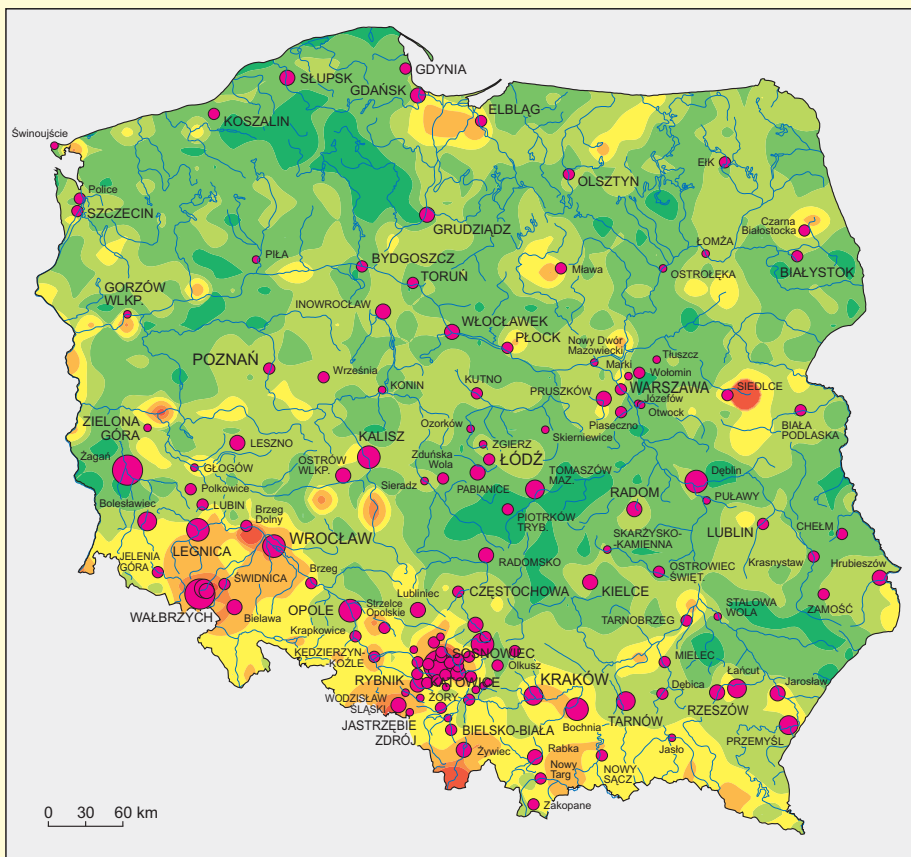 GDYNIA
SŁUPSK
GDAŃSK
KOSZALIN
ELBLĄG
Świnoujście
EŁK
OLSZTYN
Police
SZCZECIN
GRUDZIĄDZ
Czarna
Białostocka
PIŁA
BYDGOSZCZ
ŁOMŻA
BIAŁYSTOK
Mława
OSTROŁĘKA
TORUŃ
GORZÓW
WLKP.
INOWROCŁAW
WŁOCŁAWEK
PŁOCK
Nowy Dwór
Mazowiecki
Tłuszcz
Marki
Wołomin
POZNAŃ
Września
KONIN
KUTNO
PRUSZKÓW
WARSZAWA
SIEDLCE
Józefów
Otwock
Piaseczno
BIAŁA
PODLASKA
ZIELONA
GÓRA
LESZNO
Ozorków
ZGIERZ
Skierniewice
KALISZ
Żagań
GŁOGÓW
OSTRÓW
WLKP.
Zduńska
Wola
ŁÓDŹ
Sieradz
PABIANICE
TOMASZÓW
MAZ.
Dęblin
Polkowice
LUBIN
PUŁAWY
Bolesławiec
Brzeg
Dolny
PIOTRKÓW
TRYB.
RADOM
LUBLIN
CHEŁM
LEGNICA
WROCŁAW
SKARŻYSKO-
-KAMIENNA
JELENIA
GÓRA
RADOMSKO
Krasnystaw
ŚWIDNICA
Brzeg
Lubliniec
CZĘSTOCHOWA
KIELCE
OSTROWIEC
ŚWIĘT.
Hrubieszów
WAŁBRZYCH
Bielawa
OPOLE
Strzelce
Opolskie
STALOWA
WOLA
ZAMOŚĆ
Krapkowice
TARNOBRZEG
KĘDZIERZYN-
KOŹLE
SOSNOWIEC
Olkusz
MIELEC
KATOWICE
RYBNIK
KRAKÓW
Dębica
Łańcut
Jarosław
WODZISŁAW
ŚLĄSKI
ŻORY
Bochnia
TARNÓW
RZESZÓW
JASTRZĘBIE
ZDRÓJ
BIELSKO-BIAŁA
PRZEMYŚL
Żywiec
Rabka
Jasło
Nowy
Targ
NOWY
SĄCZ
Zakopane
0 30 60 km